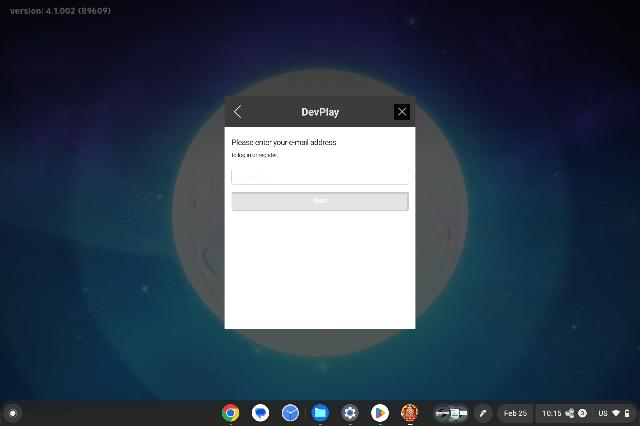 version: 4.1.002 (89609)
DevPlay
Please enter your e-mail address
to log in or register.
Next
Feb 25
10:15
US